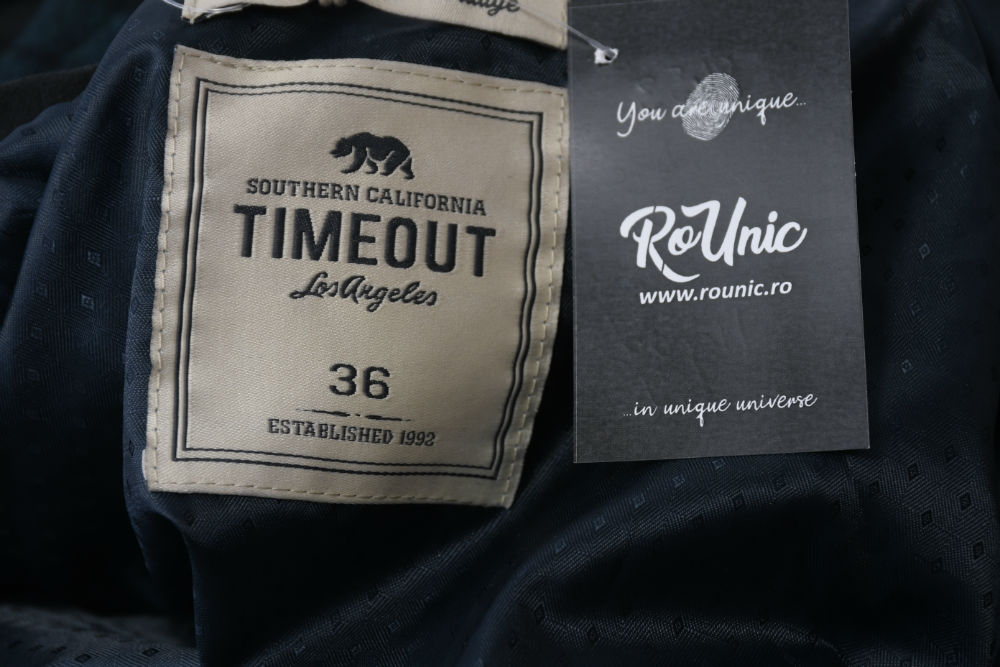 SOUTHERN CALIFORNIA
TIMEOUT
Los Angeles
36
ESTABLISHED 1992
You are unique...
RoUnic
www.rounic.ro
...in unique universe